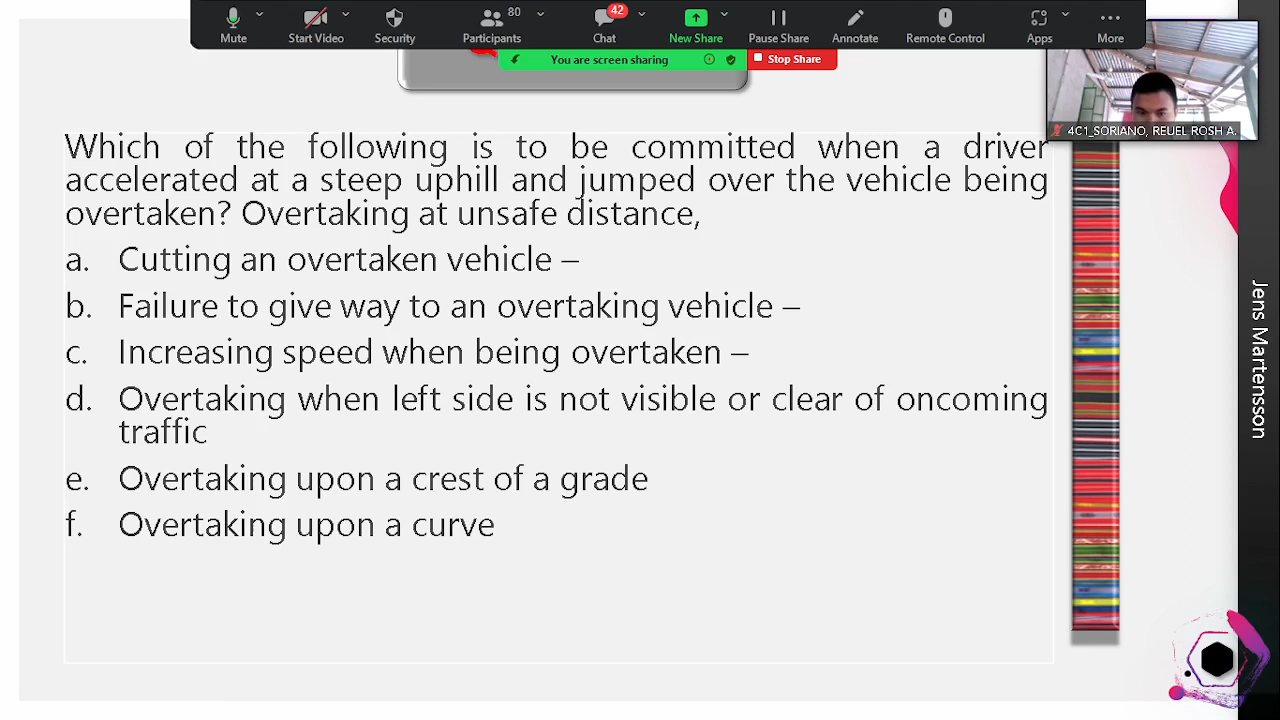 Mute
Start Video
Security
Participants
80
Chat
42
New Share
Pause Share
Annotate
Remote Control
Apps
More
You are screen sharing
Stop Share
4C1_SORIANO, REUEL ROSH A.
Which of the following is to be committed when a driver
accelerated at a steep uphill and jumped over the vehicle being
overtaken? Overtaking at unsafe distance,
a. Cutting an overtaken vehicle –
b. Failure to give way to an overtaking vehicle –
c. Increasing speed when being overtaken –
d. Overtaking when left side is not visible or clear of oncoming
traffic
e. Overtaking upon a crest of a grade
f. Overtaking upon a curve
Jens Martensson